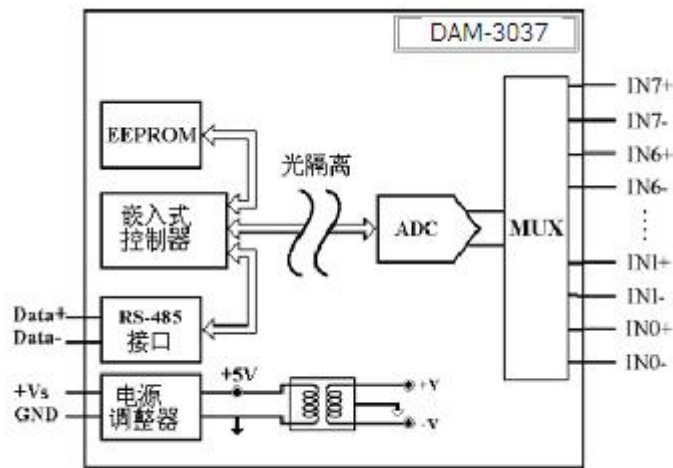 DAM-3037
EEPROM
嵌入式
控制器
RS-485
接口
电源
调整器
Data+
Data-
+Vs
GND
光隔离
ADC
MUX
+5V
+V
-V
IN7+
IN7-
IN6+
IN6-
IN1+
IN1-
IN0+
IN0-